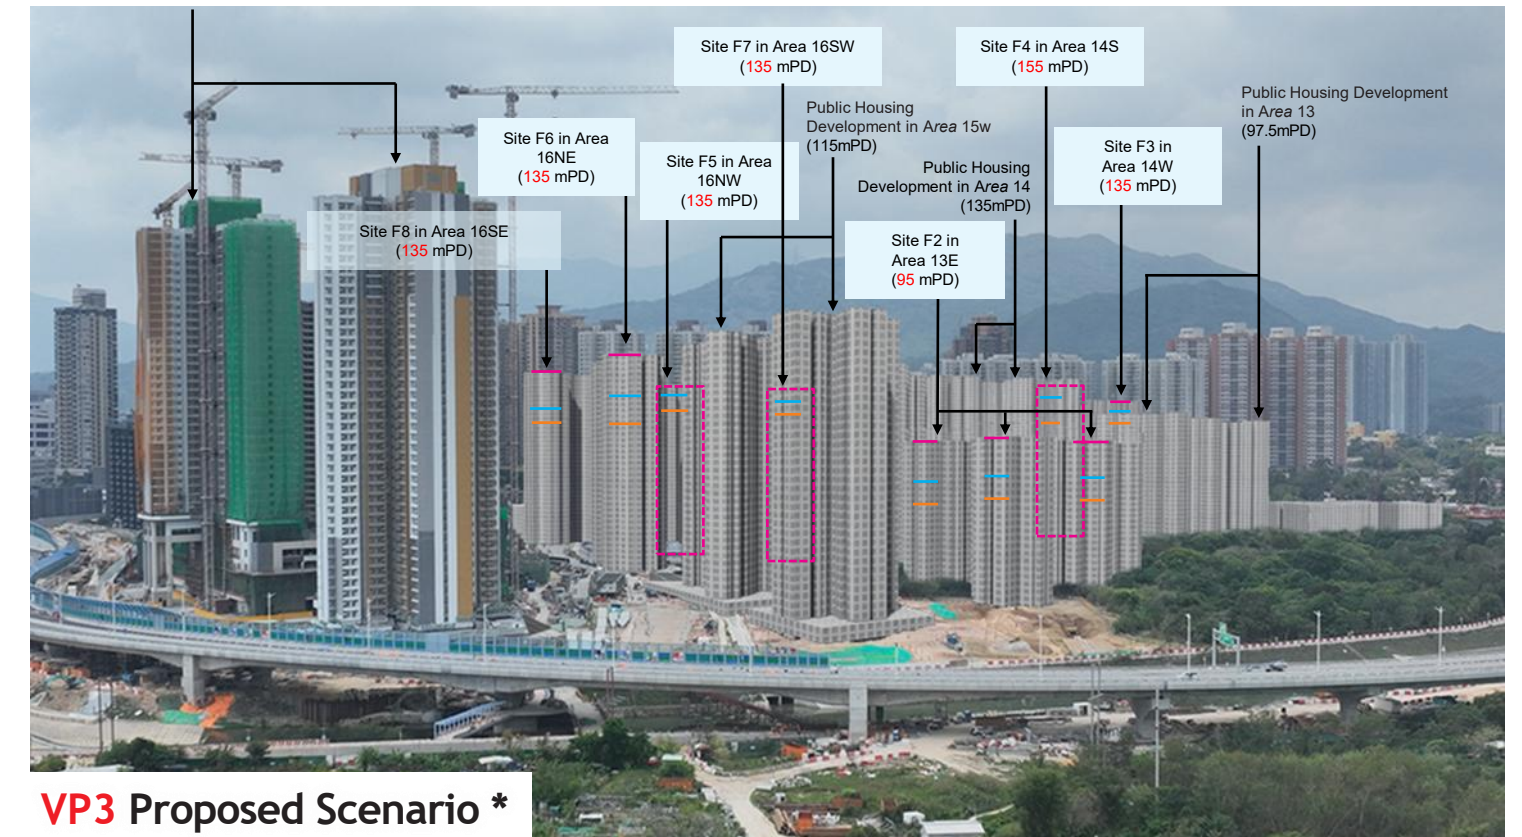 Site F7 in Area 16SW
(135 mPD)
Site F4 in Area 14S
(155 mPD)
Public Housing Development
in Area 13
(97.5mPD)
Public Housing
Development in Area 15w
(115mPD)
Site F6 in Area
16NE
(135 mPD)
Site F5 in Area
16NW
(135 mPD)
Public Housing
Development in Area 14
(135mPD)
Site F3 in
Area 14W
(135 mPD)
Site F8 in Area 16SE
(135 mPD)
Site F2 in
Area 13E
(95 mPD)
VP3 Proposed Scenario *